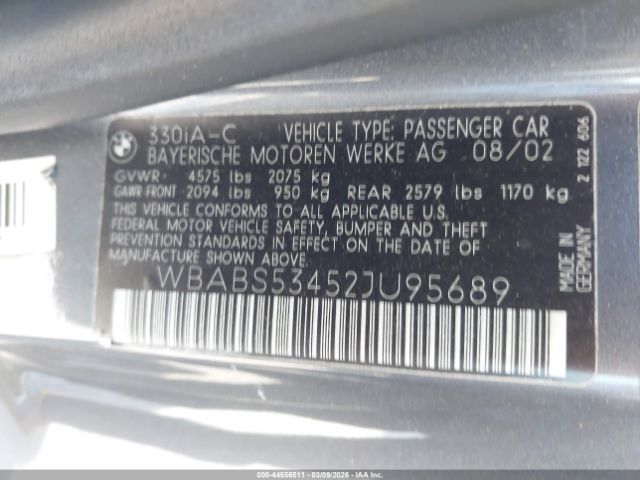 330iA-C VEHICLE TYPE: PASSENGER CAR
BAYERISCHE MOTOREN WERKE AG 08/02
GVWR: 4575 lbs 2075 kg
GAWR FRONT: 2094 lbs 950 kg REAR 2579 lbs 1170 kg
THIS VEHICLE CONFORMS TO ALL APPLICABLE U.S.
FEDERAL MOTOR VEHICLE SAFETY, BUMPER AND THEFT
PREVENTION STANDARDS IN EFFECT ON THE DATE OF
MANUFACTURE SHOWN ABOVE.
WBABS53452JU95689
2 122 606
MADE IN
GERMANY
000-44556511 - 03/09/2026 - IAAI.com